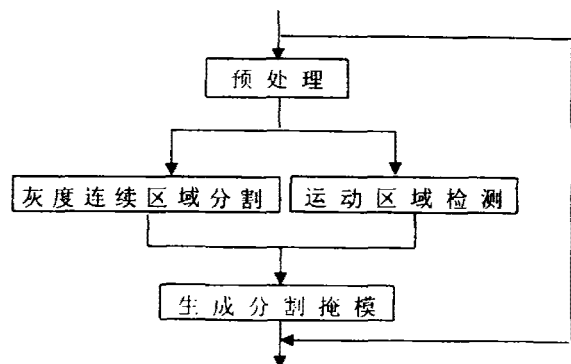 预处理
灰度连续区域分割
运动区域检测
生成分割掩模